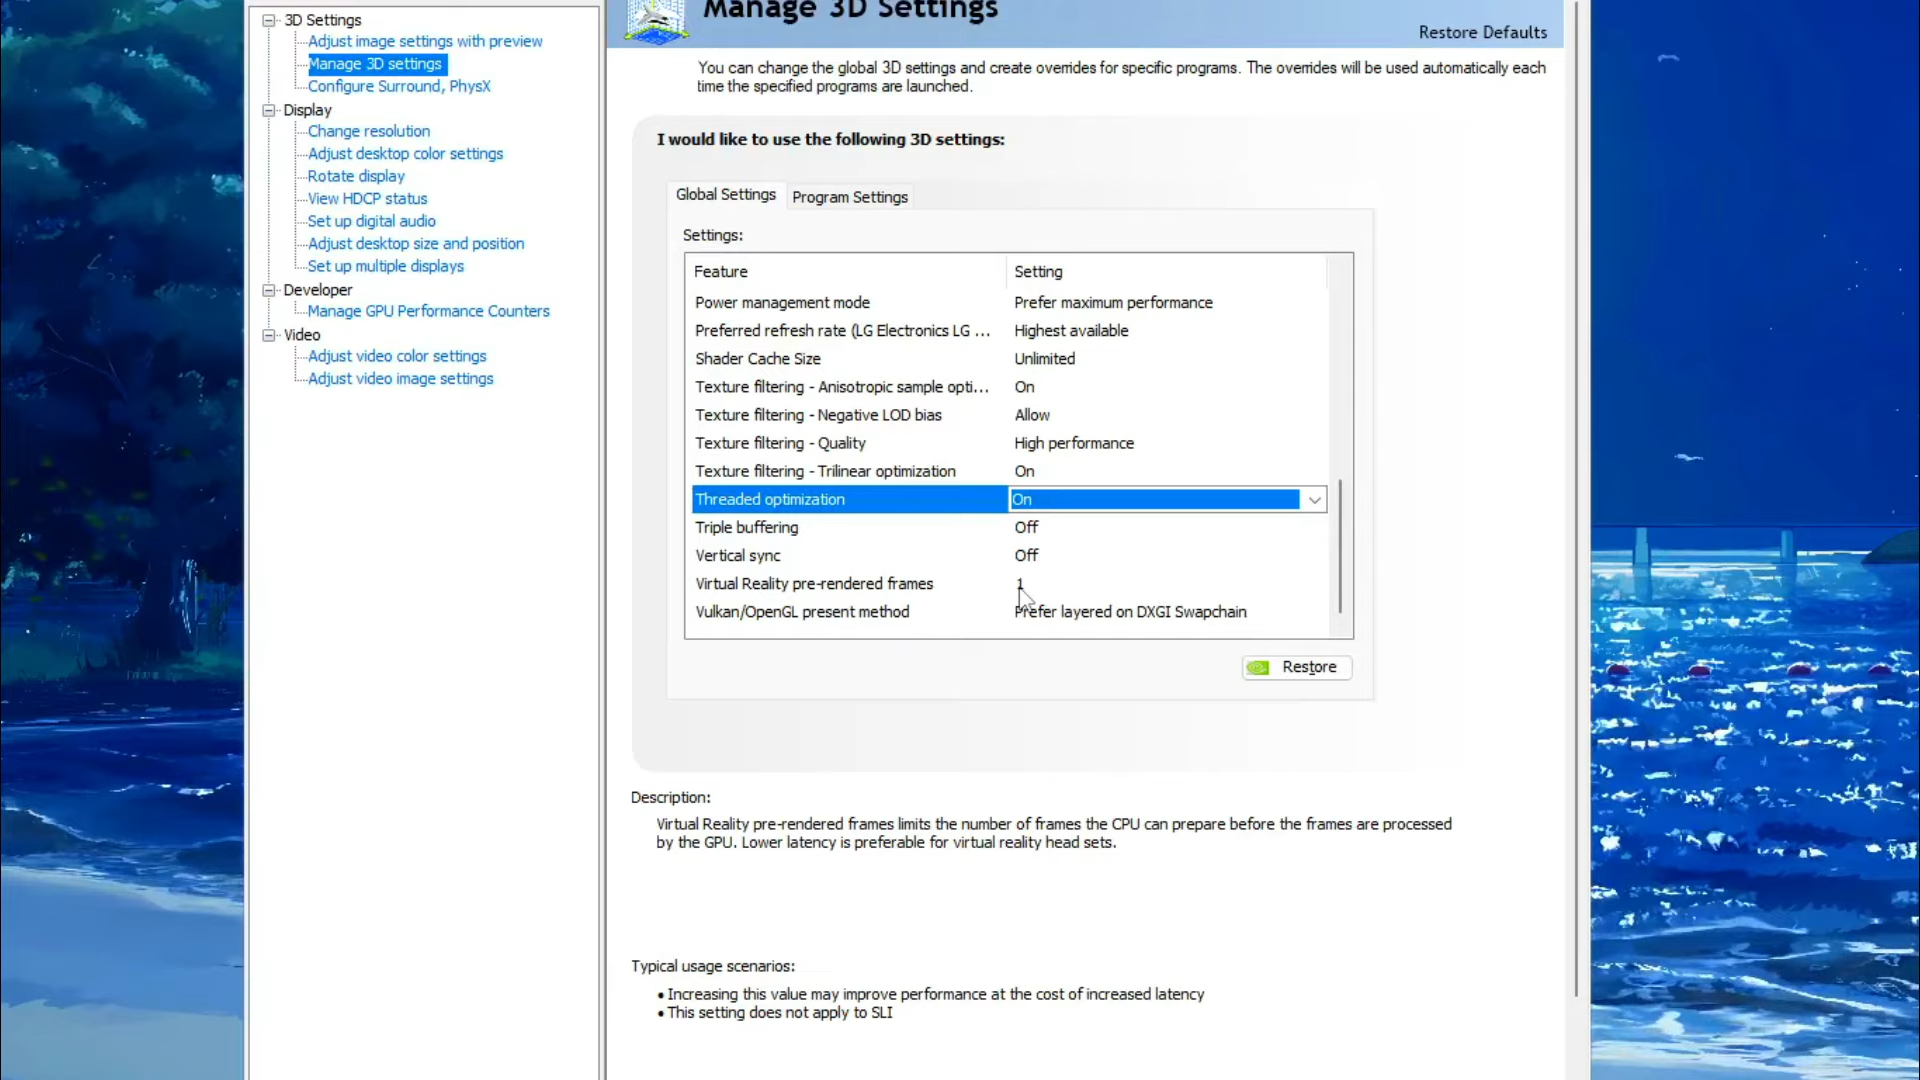 3D Settings
Adjust image settings with preview
Manage 3D settings
Configure Surround, PhysX
Display
Change resolution
Adjust desktop color settings
Rotate display
View HDCP status
Set up digital audio
Adjust desktop size and position
Set up multiple displays
Developer
Manage GPU Performance Counters
Video
Adjust video color settings
Adjust video image settings
Manage 3D Settings
Restore Defaults
You can change the global 3D settings and create overrides for specific programs. The overrides will be used automatically each
time the specified programs are launched.
I would like to use the following 3D settings:
Global Settings Program Settings
Settings:
Feature Setting
Power management mode Prefer maximum performance
Preferred refresh rate (LG Electronics LG ... Highest available
Shader Cache Size Unlimited
Texture filtering - Anisotropic sample opti... On
Texture filtering - Negative LOD bias Allow
Texture filtering - Quality High performance
Texture filtering - Trilinear optimization On
Threaded optimization On
Triple buffering Off
Vertical sync Off
Virtual Reality pre-rendered frames 1
Vulkan/OpenGL present method Prefer layered on DXGI Swapchain
Restore
Description:
Virtual Reality pre-rendered frames limits the number of frames the CPU can prepare before the frames are processed
by the GPU. Lower latency is preferable for virtual reality head sets.
Typical usage scenarios:
• Increasing this value may improve performance at the cost of increased latency
• This setting does not apply to SLI